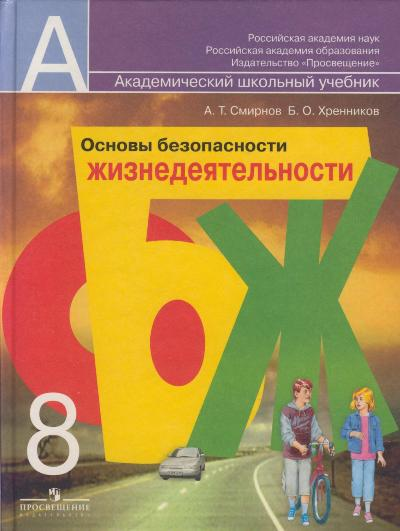 А
Российская академия наук
Российская академия образования
Издательство «Просвещение»
Академический школьный учебник
А. Т. Смирнов Б. О. Хренников
Основы безопасности
жизнедеятельности
ОБЖ
8
ПРОСВЕЩЕНИЕ
ИЗДАТЕЛЬСТВО